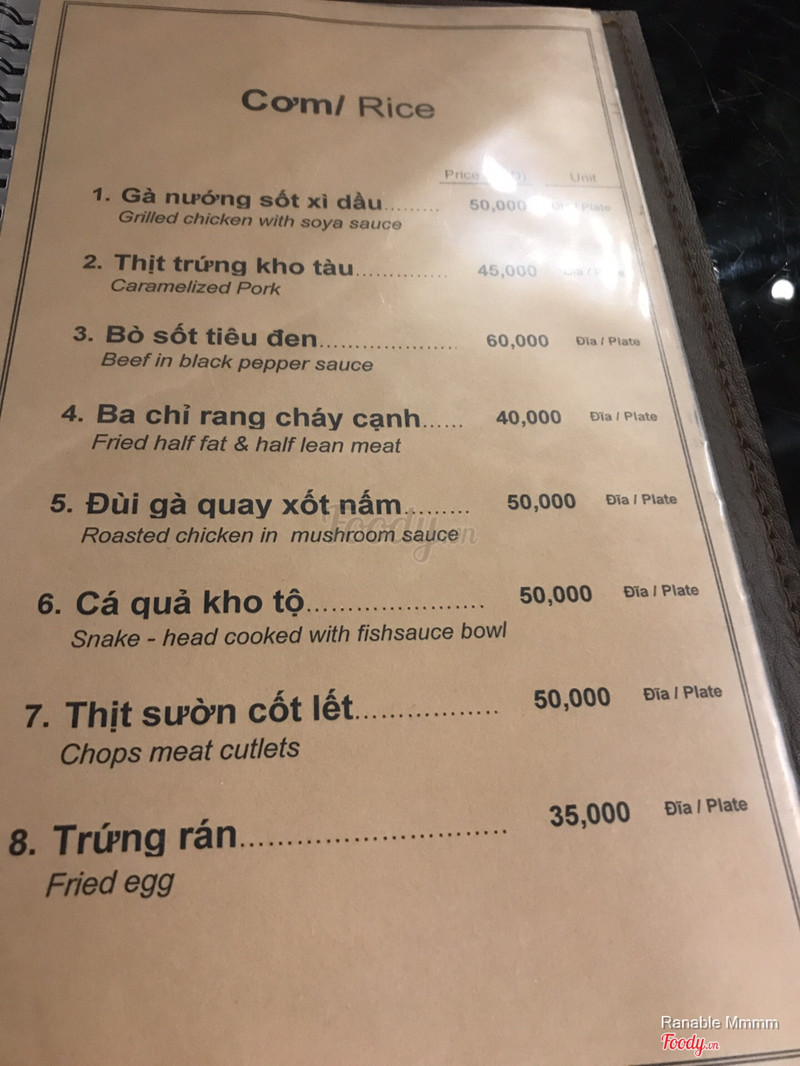 Cơm/ Rice
Price Unit
1. Gà nướng sốt xì dầu......... 50,000 / Plate
Grilled chicken with soya sauce
2. Thịt trứng kho tàu.............. 45,000
Caramelized Pork
3. Bò sốt tiêu đen..................... 60,000 Đĩa / Plate
Beef in black pepper sauce
4. Ba chỉ rang cháy cạnh...... 40,000 Đĩa / Plate
Fried half fat & half lean meat
5. Đùi gà quay xốt nấm......... 50,000 Đĩa / Plate
Roasted chicken in mushroom sauce
6. Cá quả kho tộ....................... 50,000 Đĩa / Plate
Snake - head cooked with fishsauce bowl
7. Thịt sườn cốt lết.................. 50,000 Đĩa / Plate
Chops meat cutlets
8. Trứng rán............................. 35,000 Đĩa / Plate
Fried egg
Foody.vn
Ranable Mmmm
Foody.vn